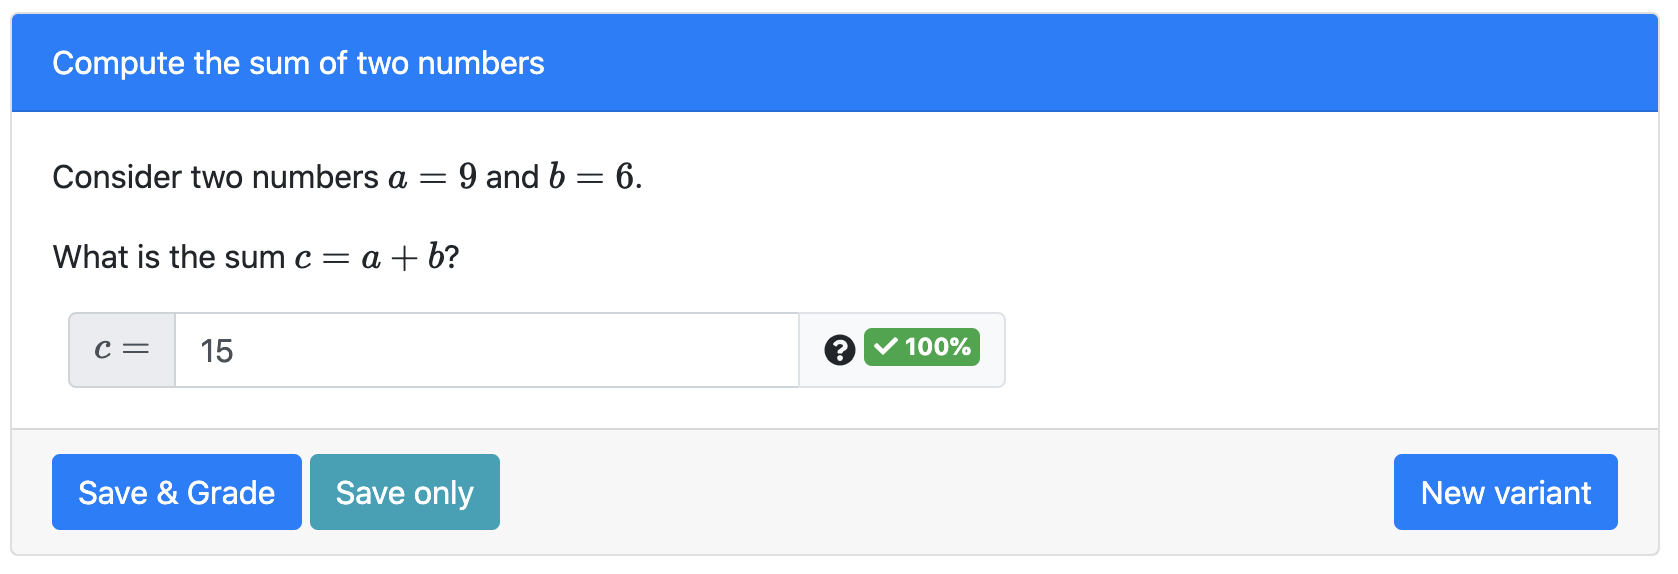 Compute the sum of two numbers
Consider two numbers a = 9 and b = 6.
What is the sum c = a + b?
c = 15 ? ✓ 100%
Save & Grade Save only New variant